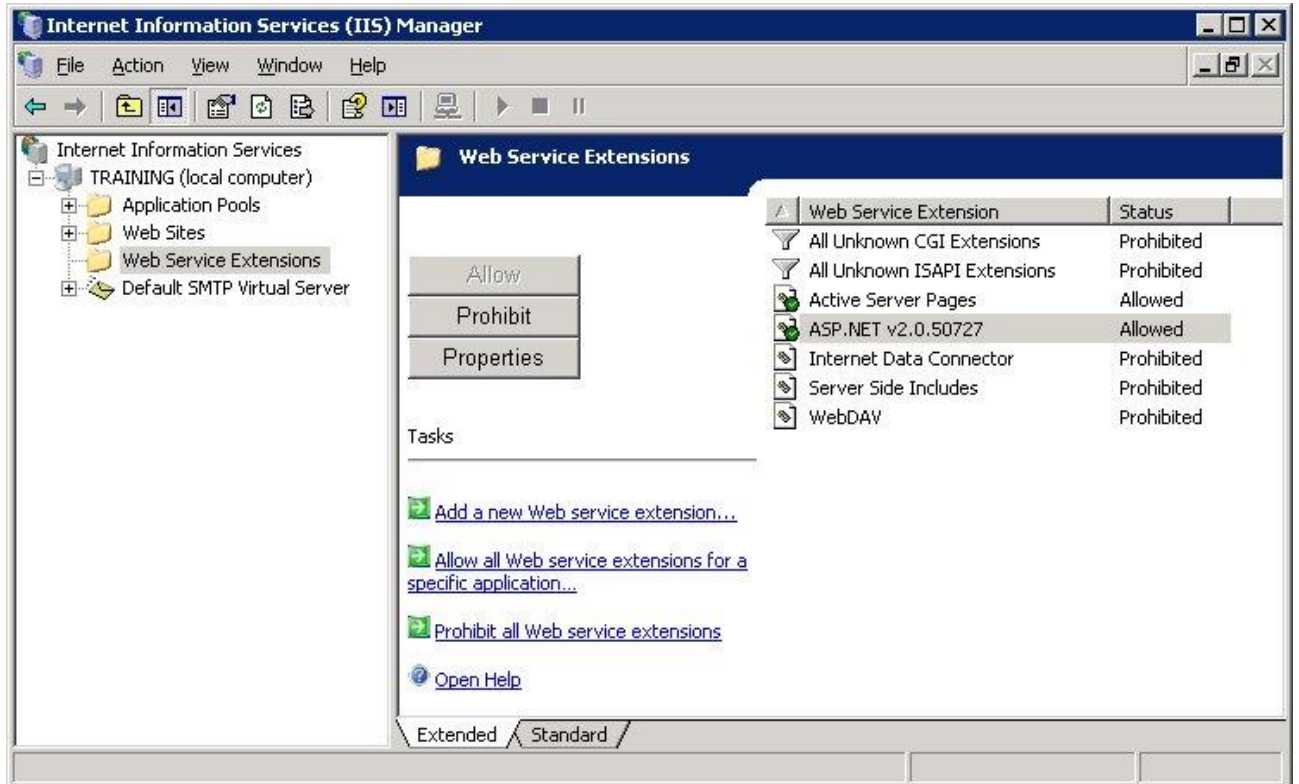 Internet Information Services (IIS) Manager
File Action View Window Help
Internet Information Services
TRAINING (local computer)
Application Pools
Web Sites
Web Service Extensions
Default SMTP Virtual Server
Web Service Extensions
Allow
Prohibit
Properties
Tasks
Add a new Web service extension...
Allow all Web service extensions for a
specific application...
Prohibit all Web service extensions
Open Help
Web Service Extension Status
All Unknown CGI Extensions Prohibited
All Unknown ISAPI Extensions Prohibited
Active Server Pages Allowed
ASP.NET v2.0.50727 Allowed
Internet Data Connector Prohibited
Server Side Includes Prohibited
WebDAV Prohibited
Extended Standard